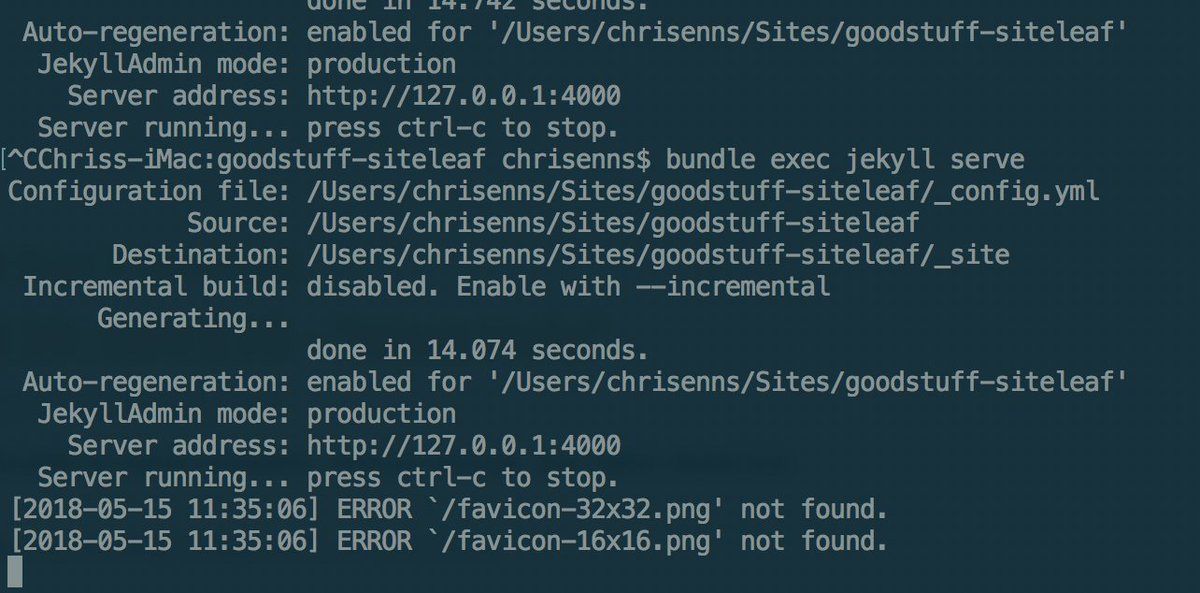 done in 14.742 seconds.
Auto-regeneration: enabled for '/Users/chrisenns/Sites/goodstuff-siteleaf'
JekyllAdmin mode: production
Server address: http://127.0.0.1:4000
Server running... press ctrl-c to stop.
[^CChriss-iMac:goodstuff-siteleaf chrisenns$ bundle exec jekyll serve
Configuration file: /Users/chrisenns/Sites/goodstuff-siteleaf/_config.yml
Source: /Users/chrisenns/Sites/goodstuff-siteleaf
Destination: /Users/chrisenns/Sites/goodstuff-siteleaf/_site
Incremental build: disabled. Enable with --incremental
Generating...
done in 14.074 seconds.
Auto-regeneration: enabled for '/Users/chrisenns/Sites/goodstuff-siteleaf'
JekyllAdmin mode: production
Server address: http://127.0.0.1:4000
Server running... press ctrl-c to stop.
[2018-05-15 11:35:06] ERROR `/favicon-32x32.png' not found.
[2018-05-15 11:35:06] ERROR `/favicon-16x16.png' not found.